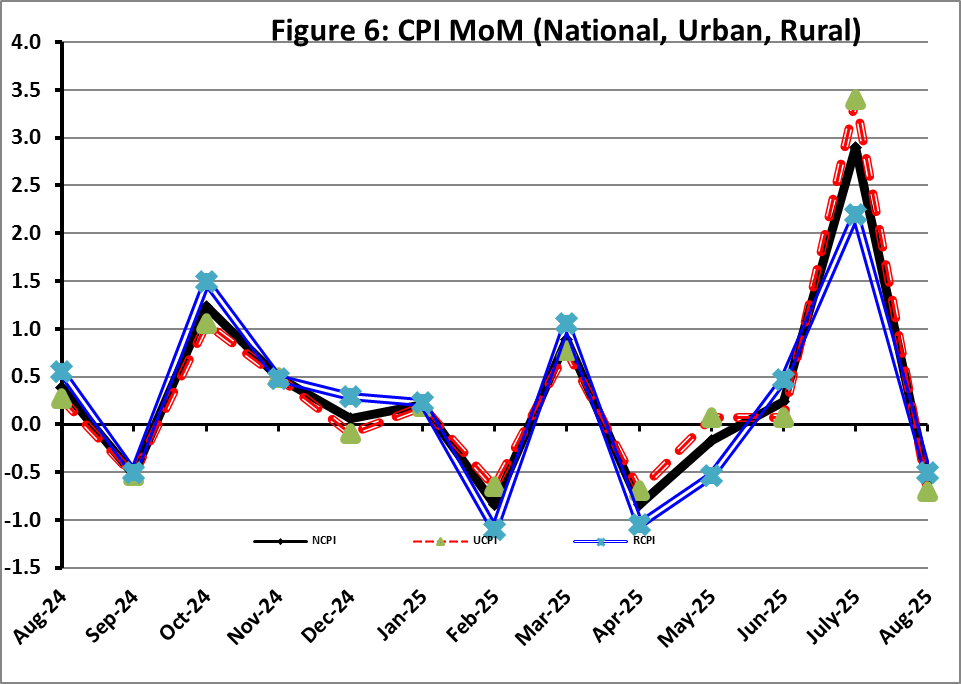 Figure 6: CPI MoM (National, Urban, Rural)
4.0
3.5
3.0
2.5
2.0
1.5
1.0
0.5
0.0
-0.5
-1.0
-1.5
NCPI
UCPI
RCPI
Aug-24
Sep-24
Oct-24
Nov-24
Dec-24
Jan-25
Feb-25
Mar-25
Apr-25
May-25
Jun-25
July-25
Aug-25